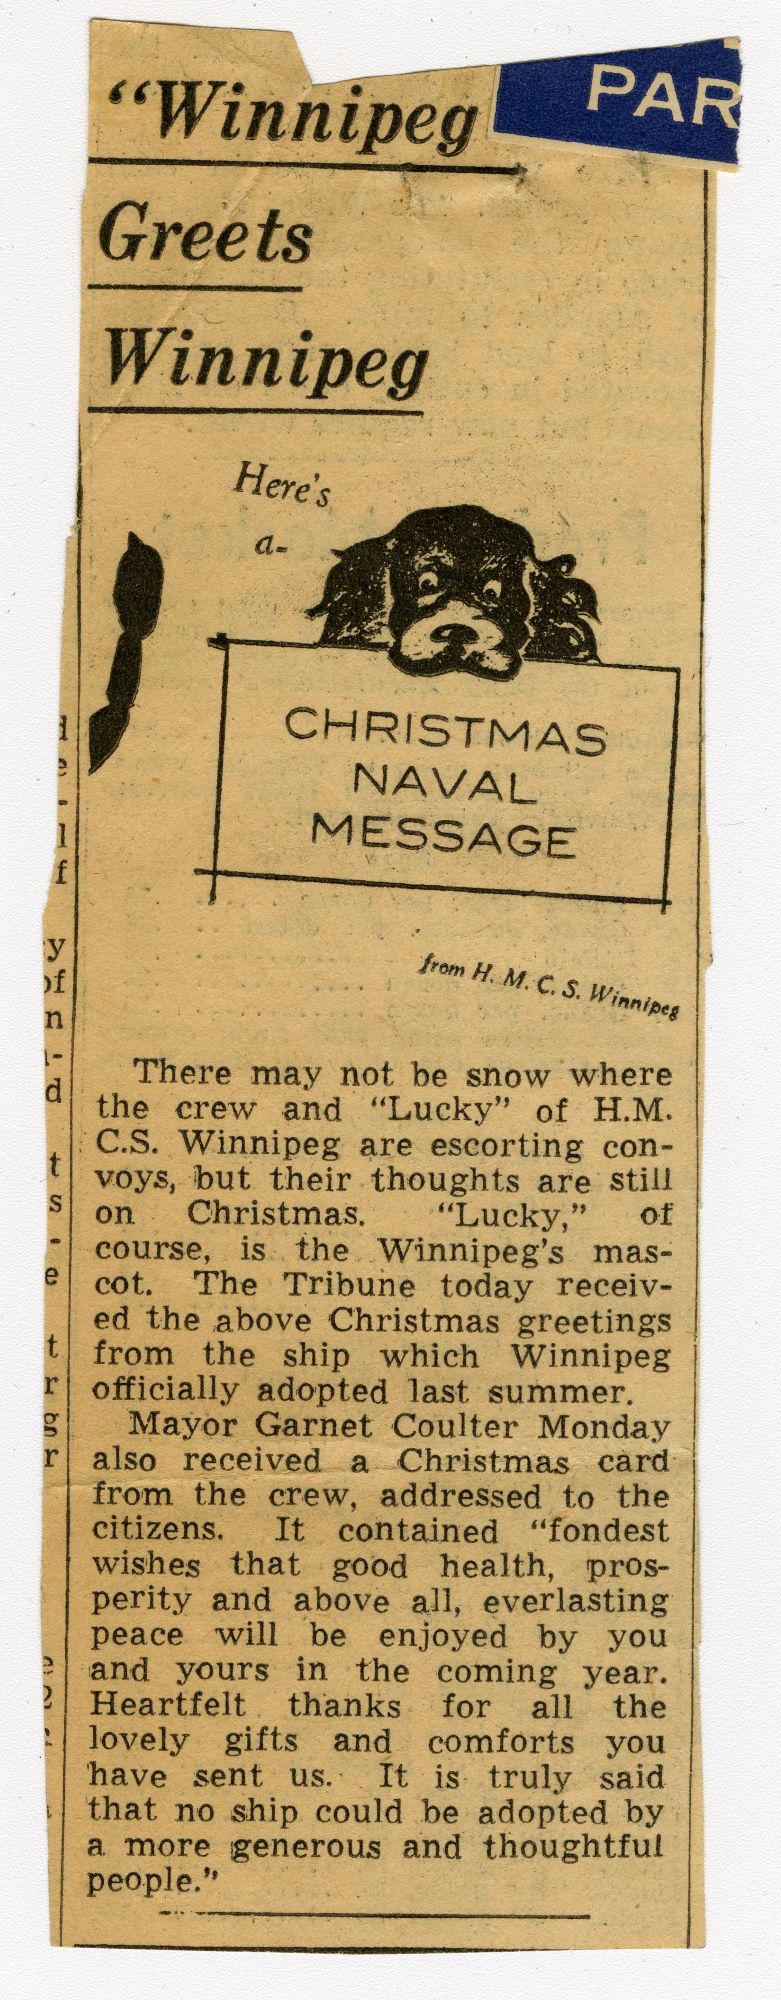 PAR
“Winnipeg
Greets
Winnipeg
Here's
a-
CHRISTMAS
NAVAL
MESSAGE
from H. M. C. S. Winnipeg
There may not be snow where
the crew and “Lucky” of H.M.
C.S. Winnipeg are escorting con-
voys, but their thoughts are still
on Christmas. “Lucky,” of
course, is the Winnipeg's mas-
cot. The Tribune today receiv-
ed the above Christmas greetings
from the ship which Winnipeg
officially adopted last summer.
Mayor Garnet Coulter Monday
also received a Christmas card
from the crew, addressed to the
citizens. It contained “fondest
wishes that good health, pros-
perity and above all, everlasting
peace will be enjoyed by you
and yours in the coming year.
Heartfelt thanks for all the
lovely gifts and comforts you
have sent us. It is truly said
that no ship could be adopted by
a more generous and thoughtful
people.”